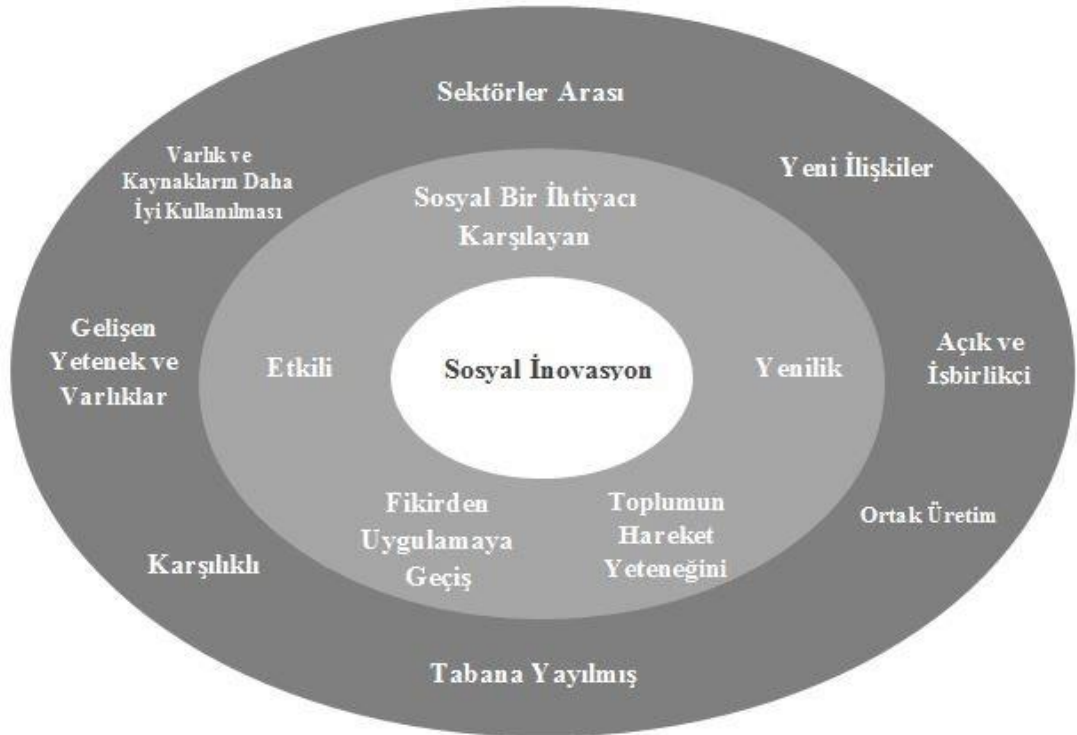 Sektörler Arası
Varlık ve
Kaynakların Daha
İyi Kullanılması
Yeni İlişkiler
Sosyal Bir İhtiyacı
Karşılayan
Gelişen
Yetenek ve
Varlıklar
Etkili
Sosyal İnovasyon
Yenilik
Açık ve
İsbirlikçi
Fikirden
Uygulamaya
Geçiş
Toplumun
Hareket
Yeteneğini
Ortak Üretim
Karşılıklı
Tabana Yayılmış